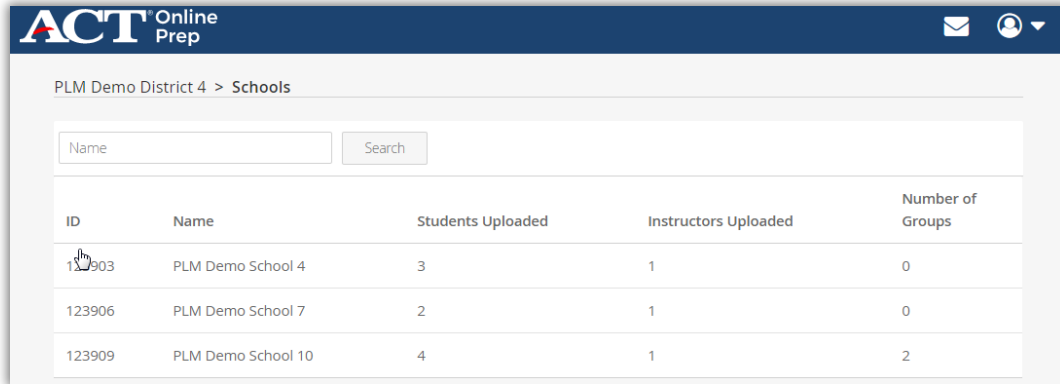 ACT® Online
Prep
PLM Demo District 4 > Schools
Name Search
ID Name Students Uploaded Instructors Uploaded Number of Groups
PLM Demo School 4 3 1 0
123906 PLM Demo School 7 2 1 0
123909 PLM Demo School 10 4 1 2